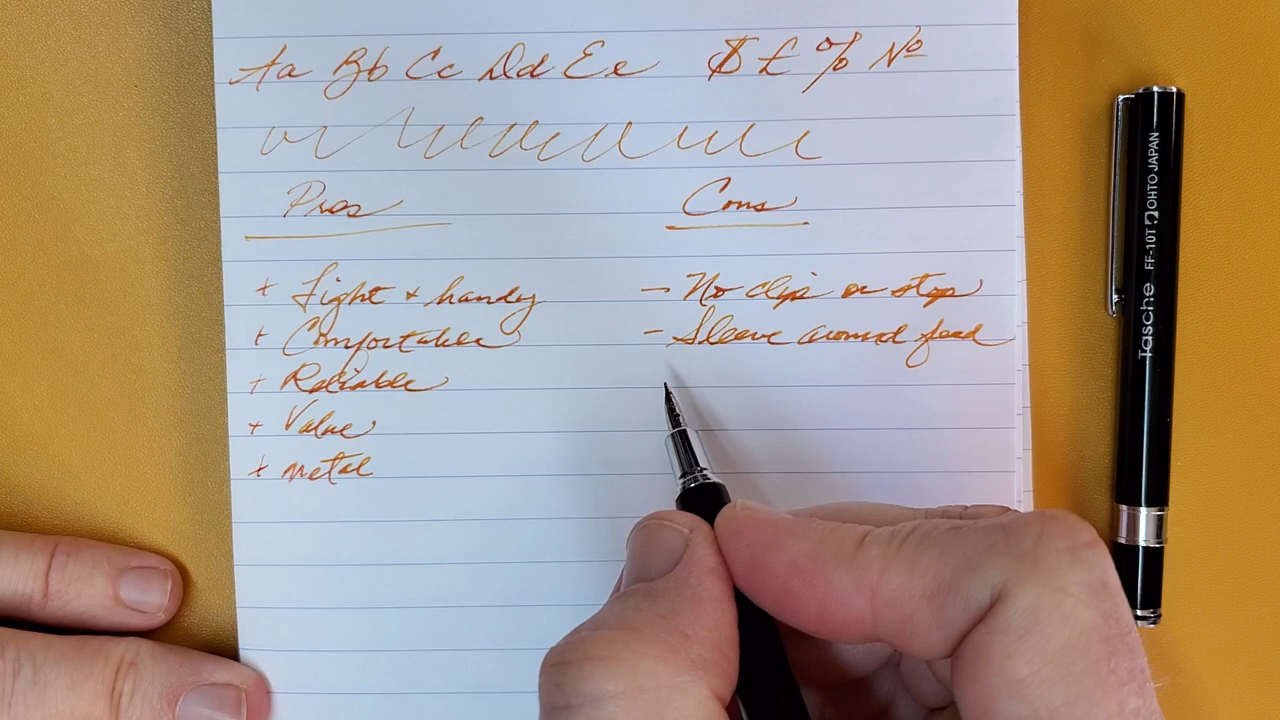 Aa Bb Cc Dd Ee $ £ % №
Pros Cons
+ Light + handy - No clip or stop
+ Comfortable - Sleeve around feed
+ Reliable
+ Value
+ metal
Tasche FF-10T OHTO JAPAN